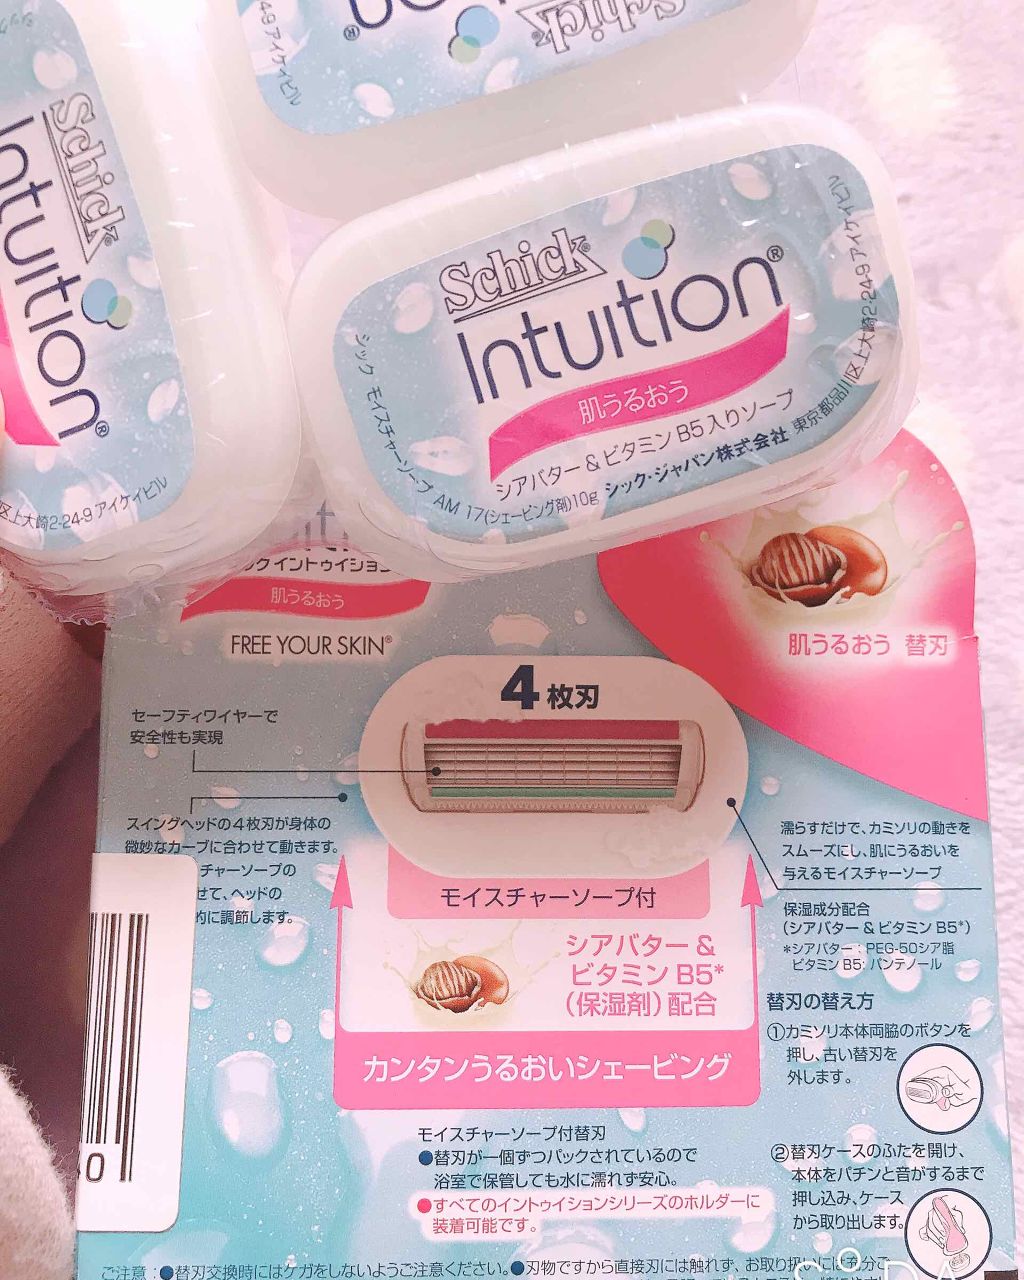 Schick
Intuition®
Schick
Intuition®
区上大崎2-24-9 アイケイビル
Schick
アイケイビル
Schick®
Intuition®
肌うるおう
シアバター & ビタミン B5 入りソープ
シック モイスチャーソープ AM 17(シェービング剤)10g シック・ジャパン株式会社 東京都品川区上大崎2-24-9アイケイビル
クイントゥイション
肌うるおう
FREE YOUR SKIN®
肌うるおう 替刃
4枚刃
セーフティワイヤーで
安全性も実現
スイングヘッドの4枚刃が身体の
微妙なカーブに合わせて動きます。
チャーソープの
せて、ヘッドの
的に調節します。
モイスチャーソープ付
シアバター &
ビタミン B5*
(保湿剤)配合
カンタンうるおいシェービング
濡らすだけで、カミソリの動きを
スムーズにし、肌にうるおいを
与えるモイスチャーソープ
保湿成分配合
(シアバター & ビタミン B5*)
*シアバター : PEG-50シア脂
ビタミン B5: パンテノール
替刃の替え方
①カミソリ本体両脇のボタンを
押し、古い替刃を
外します。
②替刃ケースのふたを開け、
本体をパチンと音がするまで
押し込み、ケース
から取り出します。
モイスチャーソープ付替刃
●替刃が一個ずつパックされているので
浴室で保管しても水に濡れず安心。
●すべてのイントゥイションシリーズのホルダーに
装着可能です。
0
ご注意 : ●替刃交換時にはケガをしないようご注意ください。●刃物ですから直接刃には触れず、お取り扱いには充分ご